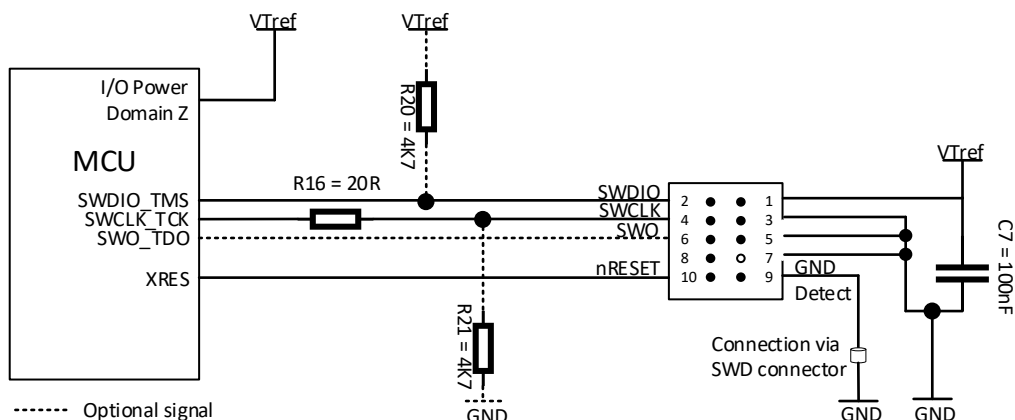 VTref
VTref
I/O Power
Domain Z
R20 = 4K7
MCU
VTref
R16 = 20R
SWDIO_TMS
SWDIO
2
1
SWCLK_TCK
SWCLK
4
3
SWO_TDO
SWO
6
5
8
7
XRES
nRESET
10
9
GND
Detect
C7 = 100nF
R21 = 4K7
Connection via
SWD connector
Optional signal
GND
GND
GND